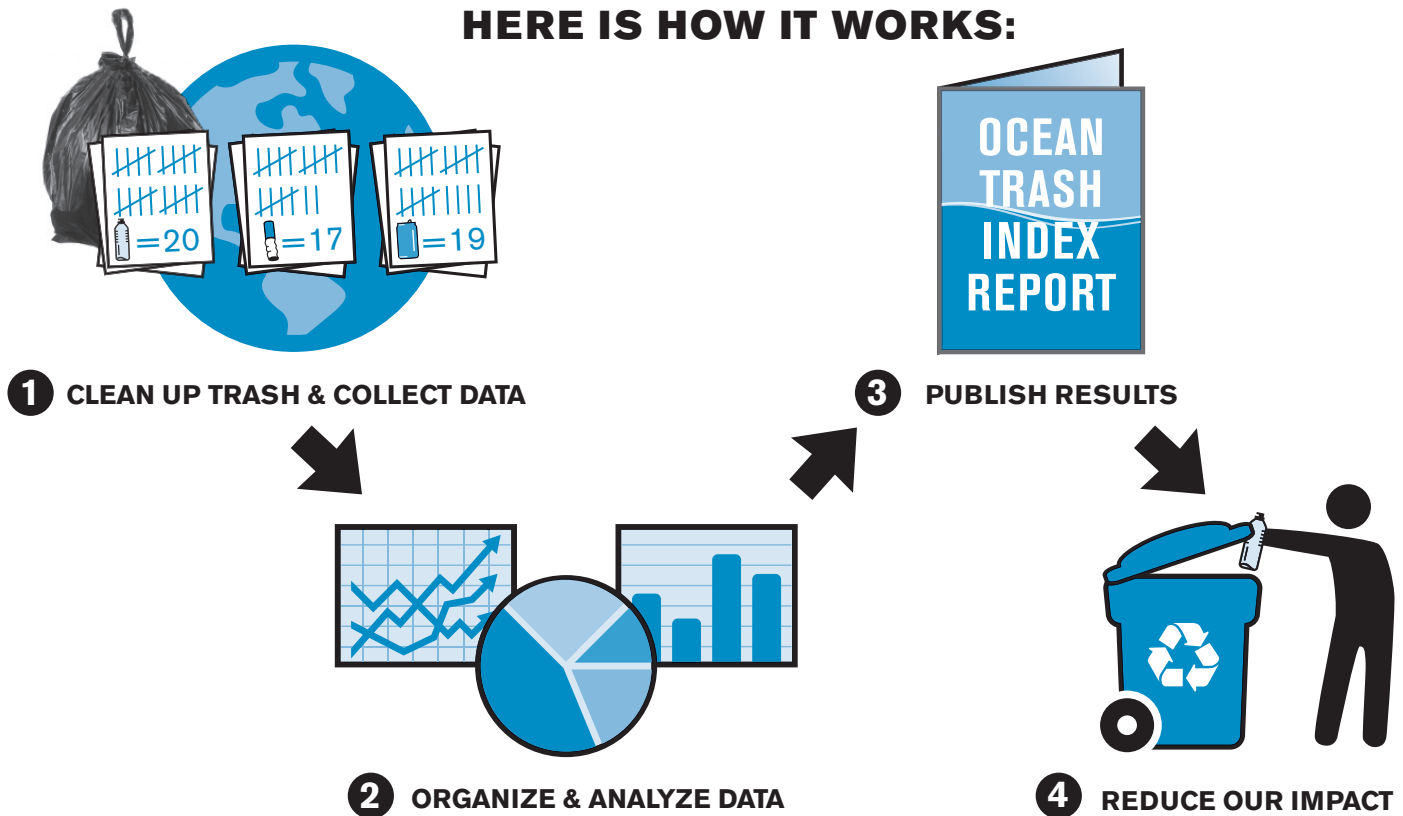 HERE IS HOW IT WORKS:
=20
=17
=19
1 CLEAN UP TRASH & COLLECT DATA
2 ORGANIZE & ANALYZE DATA
OCEAN
TRASH
INDEX
REPORT
3 PUBLISH RESULTS
4 REDUCE OUR IMPACT